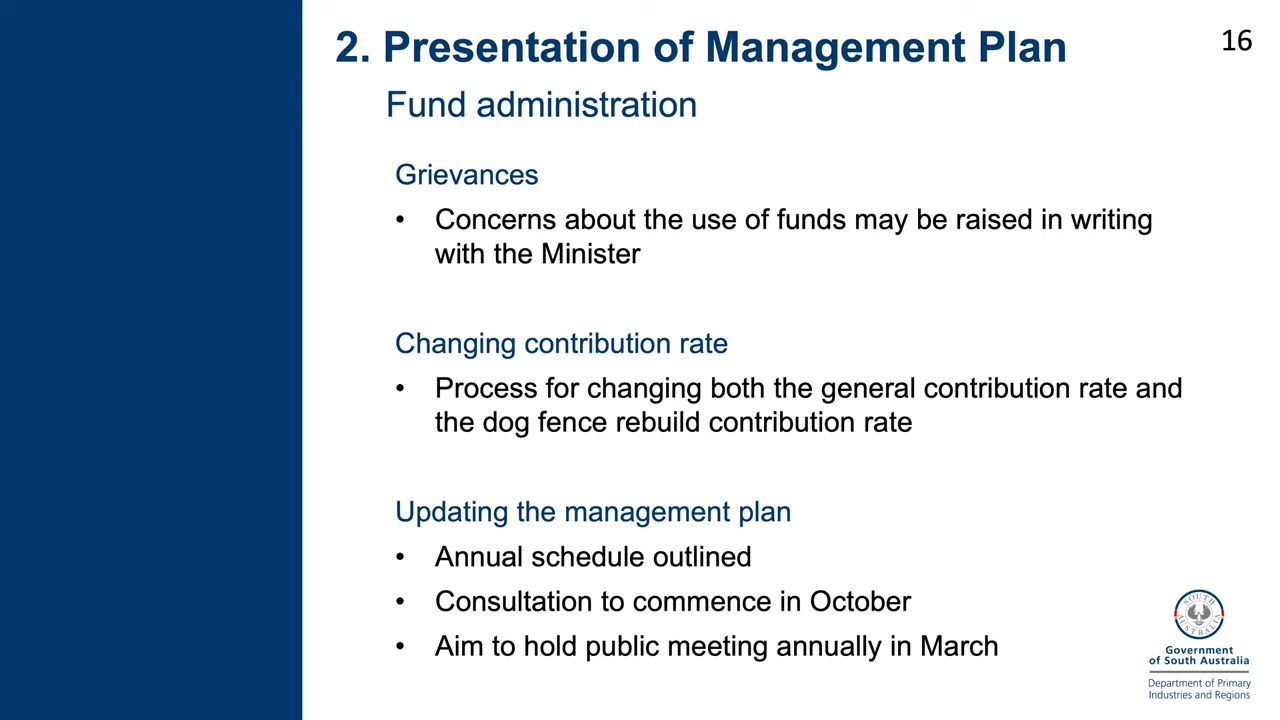 2. Presentation of Management Plan
16
Fund administration
Grievances
• Concerns about the use of funds may be raised in writing
with the Minister
Changing contribution rate
• Process for changing both the general contribution rate and
the dog fence rebuild contribution rate
Updating the management plan
• Annual schedule outlined
• Consultation to commence in October
• Aim to hold public meeting annually in March
SOUTH
AUSTRALIA
Government
of South Australia
Department of Primary
Industries and Regions